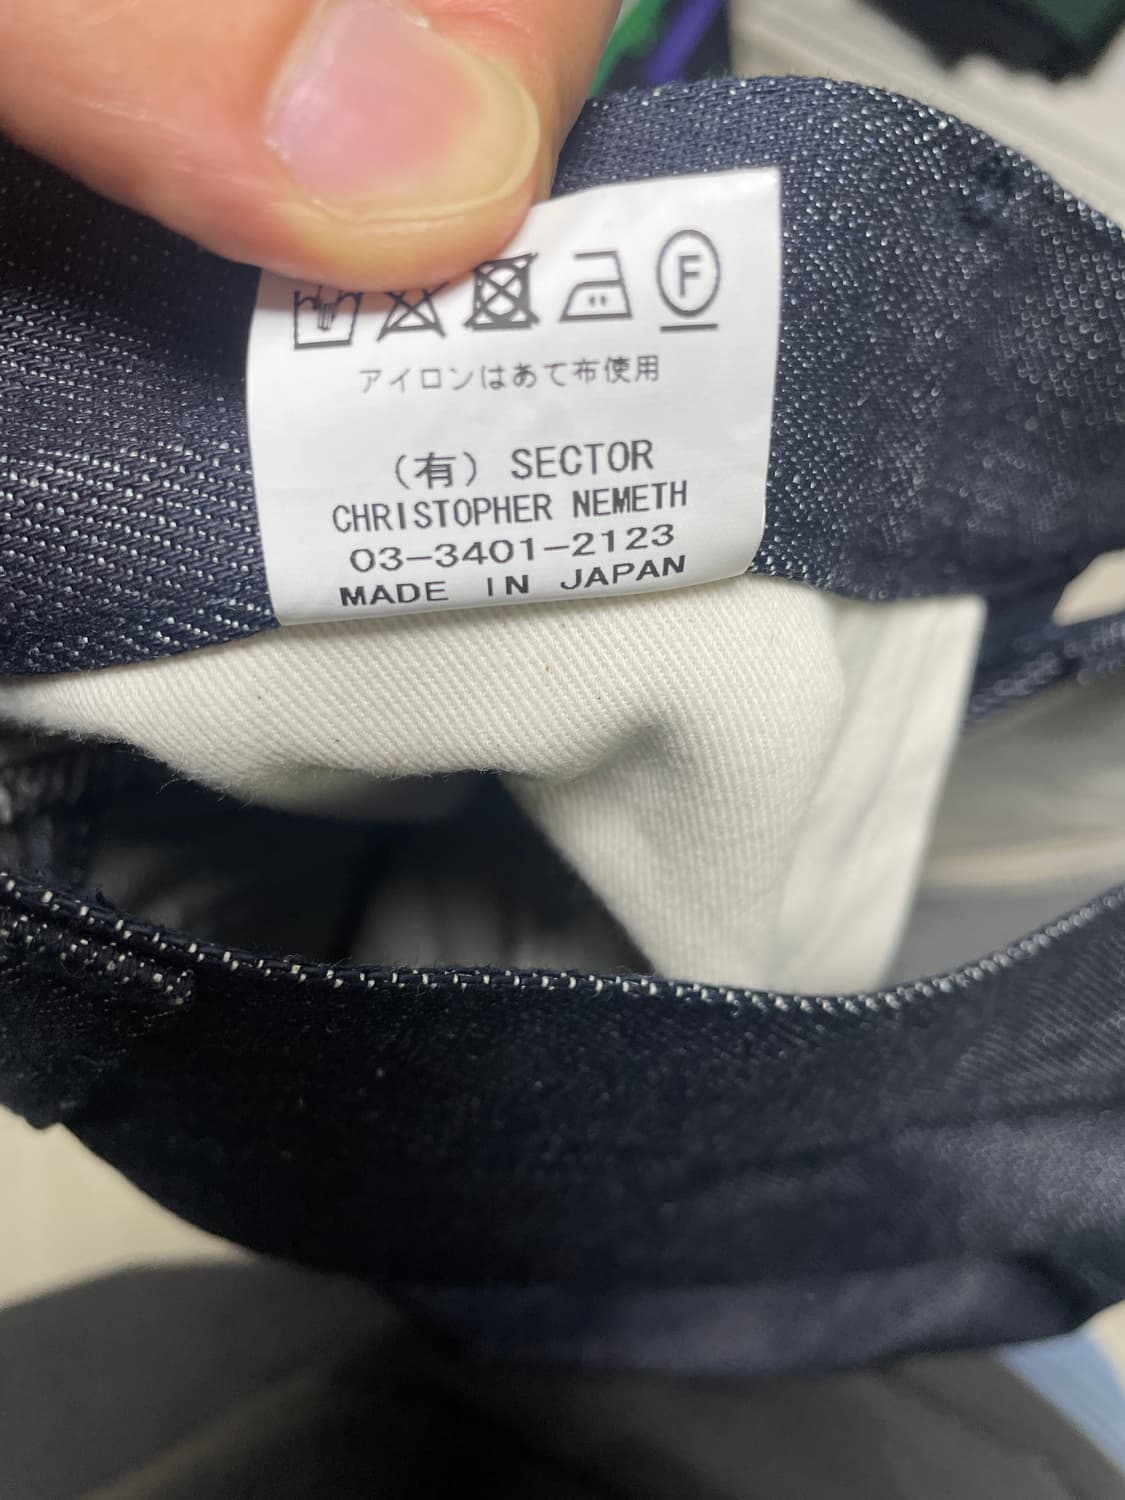 F
アイロンはあて布使用
（有） SECTOR
CHRISTOPHER NEMETH
03-3401-2123
MADE IN JAPAN